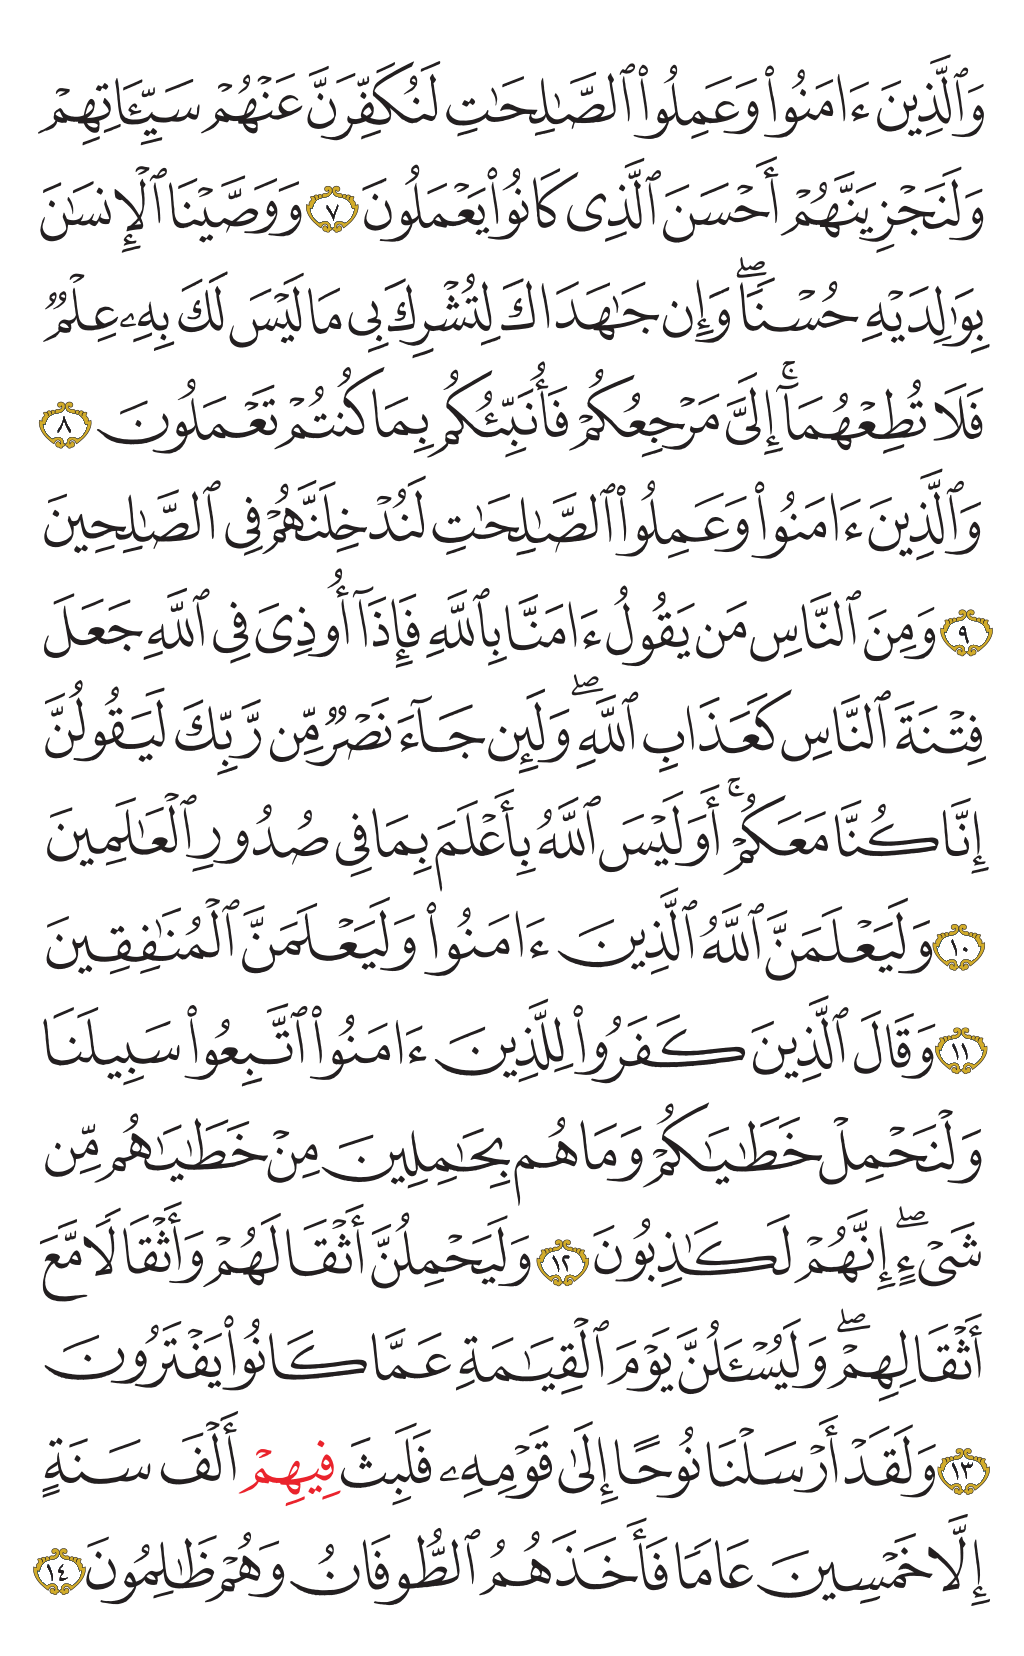 وَٱلَّذِينَ ءَامَنُوا۟ وَعَمِلُوا۟ ٱلصَّٰلِحَٰتِ لَنُكَفِّرَنَّ عَنْهُمْ سَيِّـَٔاتِهِمْ
وَلَنَجْزِيَنَّهُمْ أَحْسَنَ ٱلَّذِى كَانُوا۟ يَعْمَلُونَ ٧ وَوَصَّيْنَا ٱلْإِنسَٰنَ
بِوَٰلِدَيْهِ حُسْنًاۖ وَإِن جَٰهَدَاكَ لِتُشْرِكَ بِى مَا لَيْسَ لَكَ بِهِۦ عِلْمٌ
فَلَا تُطِعْهُمَآۚ إِلَىَّ مَرْجِعُكُمْ فَأُنَبِّئُكُم بِمَا كُنتُمْ تَعْمَلُونَ ٨
وَٱلَّذِينَ ءَامَنُوا۟ وَعَمِلُوا۟ ٱلصَّٰلِحَٰتِ لَنُدْخِلَنَّهُمْ فِى ٱلصَّٰلِحِينَ
٩ وَمِنَ ٱلنَّاسِ مَن يَقُولُ ءَامَنَّا بِٱللَّهِ فَإِذَآ أُوذِىَ فِى ٱللَّهِ جَعَلَ
فِتْنَةَ ٱلنَّاسِ كَعَذَابِ ٱللَّهِۖ وَلَئِن جَآءَ نَصْرٌ مِّن رَّبِّكَ لَيَقُولُنَّ
إِنَّا كُنَّا مَعَكُمْۚ أَوَلَيْسَ ٱللَّهُ بِأَعْلَمَ بِمَا فِى صُدُورِ ٱلْعَٰلَمِينَ
١٠ وَلَيَعْلَمَنَّ ٱللَّهُ ٱلَّذِينَ ءَامَنُوا۟ وَلَيَعْلَمَنَّ ٱلْمُنَٰفِقِينَ
١١ وَقَالَ ٱلَّذِينَ كَفَرُوا۟ لِلَّذِينَ ءَامَنُوا۟ ٱتَّبِعُوا۟ سَبِيلَنَا
وَلْنَحْمِلْ خَطَٰيَٰكُمْ وَمَا هُم بِحَٰمِلِينَ مِنْ خَطَٰيَٰهُم مِّن
شَىْءٍۖ إِنَّهُمْ لَكَٰذِبُونَ ١٢ وَلَيَحْمِلُنَّ أَثْقَالَهُمْ وَأَثْقَالًا مَّعَ
أَثْقَالِهِمْۖ وَلَيُسْـَٔلُنَّ يَوْمَ ٱلْقِيَٰمَةِ عَمَّا كَانُوا۟ يَفْتَرُونَ
١٣ وَلَقَدْ أَرْسَلْنَا نُوحًا إِلَىٰ قَوْمِهِۦ فَلَبِثَ فِيهِمْ أَلْفَ سَنَةٍ
إِلَّا خَمْسِينَ عَامًا فَأَخَذَهُمُ ٱلطُّوفَانُ وَهُمْ ظَٰلِمُونَ ١٤